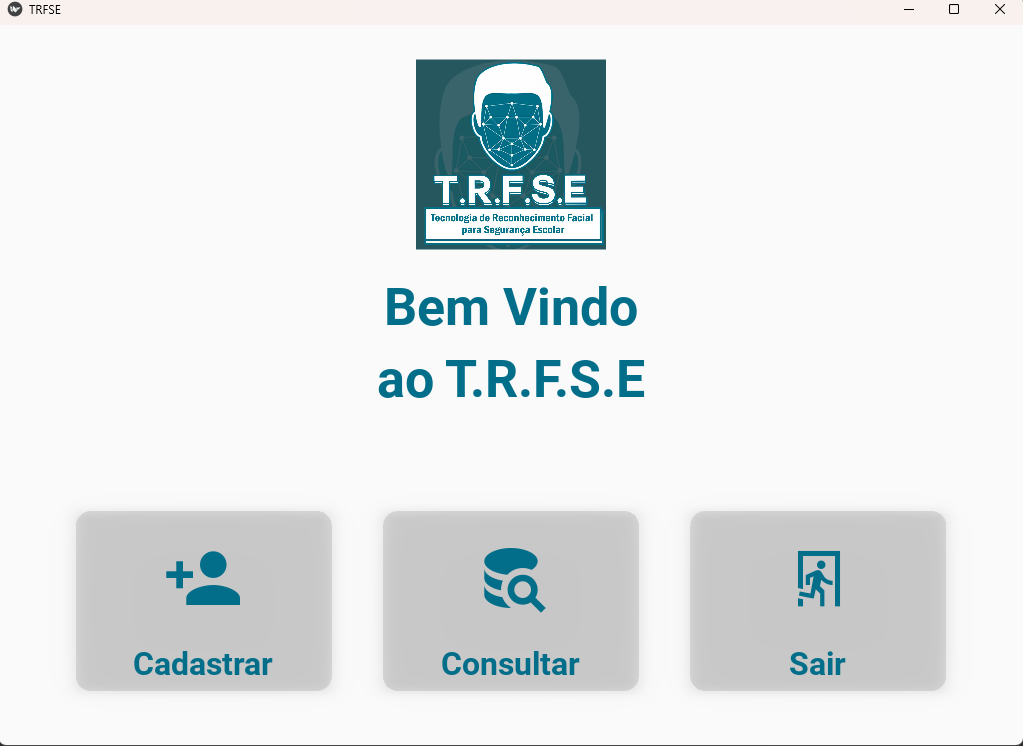 TRFSE
T.R.F.S.E
Tecnologia de Reconhecimento Facial
para Segurança Escolar
Bem Vindo
ao T.R.F.S.E
Cadastrar
Consultar
Sair